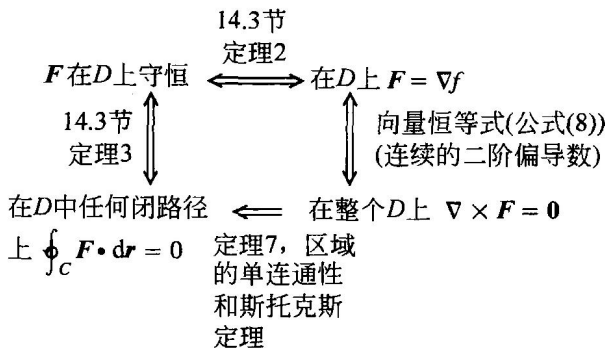 14.3节
定理2
F在D上守恒
在D上 F = ∇f
14.3节
定理3
向量恒等式(公式(8))
(连续的二阶偏导数)
在D中任何闭路径
上 ∮_C F•dr = 0
在整个D上 ∇ × F = 0
定理7，区域
的单连通性
和斯托克斯
定理